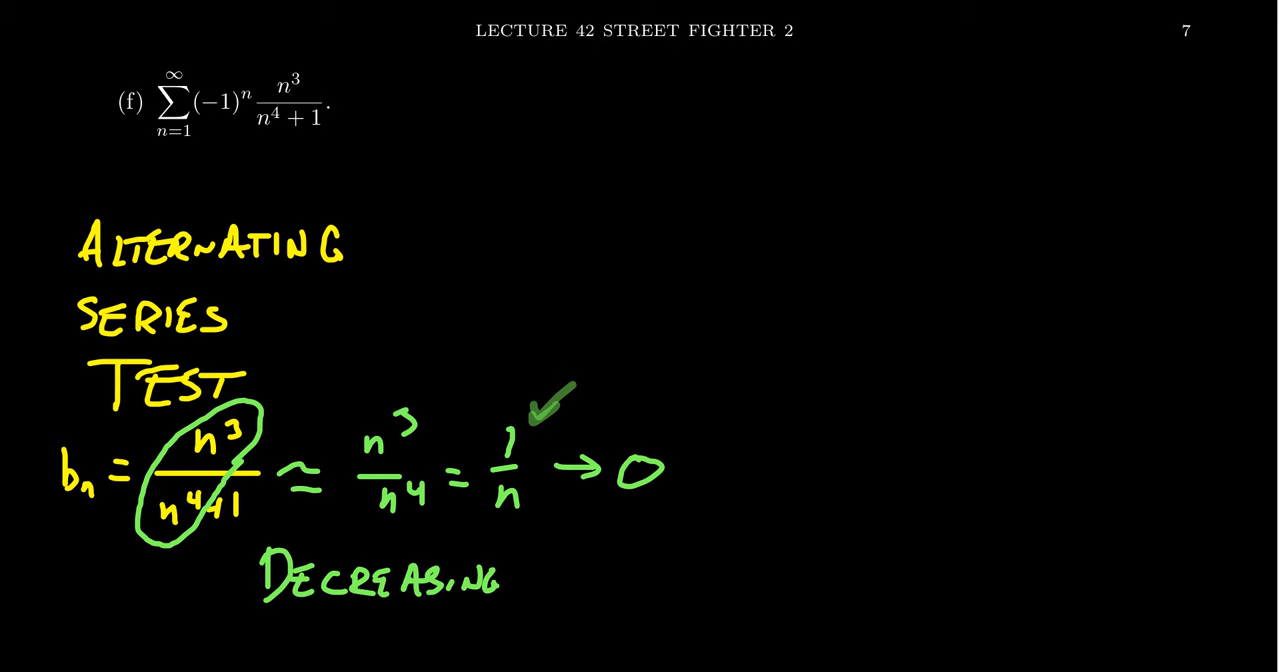 LECTURE 42 STREET FIGHTER 2 7
(f) ∑_{n=1}^{∞} (−1)^n n^3/(n^4 + 1).
ALTERNATING
SERIES
TEST
b_n = n^3/(n^4+1) ≃ n^3/n^4 = 1/n → 0
DECREASING